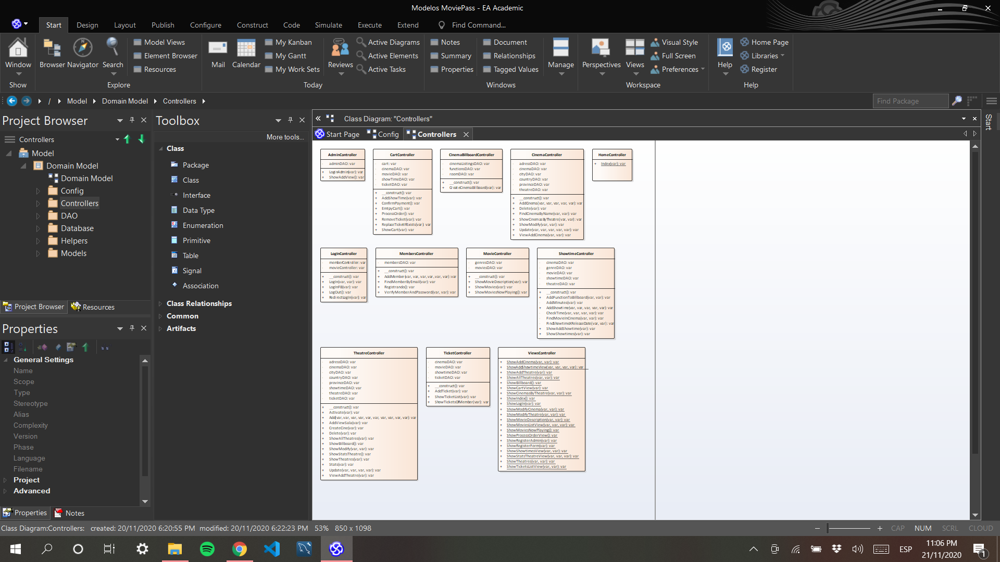 Modelos MoviePass - EA Academic
Start Design Layout Publish Configure Construct Code Simulate Execute Extend Find Command...
Window
Show
Browser
Navigator
Search
Model Views
Element Browser
Resources
Explore
Mail
Calendar
My Kanban
My Gantt
My Work Sets
Reviews
Active Diagrams
Active Elements
Active Tasks
Today
Notes
Summary
Properties
Document
Relationships
Tagged Values
Windows
Manage
Perspectives
Views
Visual Style
Full Screen
Preferences
Workspace
Help
Home Page
Libraries
Register
Help
/ Model Domain Model Controllers
Find Package
Project Browser
Controllers
Model
Domain Model
Domain Model
Config
Controllers
DAO
Database
Helpers
Models
Project Browser Resources
Properties
General Settings
Name
Scope
Type
Stereotype
Alias
Complexity
Version
Phase
Language
Filename
Project
Advanced
Properties Notes
Toolbox
More tools...
Class
Package
Class
Interface
Data Type
Enumeration
Primitive
Table
Signal
Association
Class Relationships
Common
Artifacts
Class Diagram: "Controllers"
Start Page Config Controllers
Start
AdminController
adminDAO: var
+ LoginAdmin(var): var
+ ShowAddView(): var
CartController
cart: var
cinemaDAO: var
movieDAO: var
showTimeDAO: var
ticketDAO: var
+ __construct(): var
+ AddShowTime(var): var
+ ConfirmPayment(): var
+ EmtpyCart(): var
+ ProcessOrder(): var
+ RemoveTicket(var): var
+ ReplaceTicketIfExists(var): var
+ ShowCart(var): var
CinemaBillboardController
cinemaListingsDAO: var
functionsDAO: var
roomDAO: var
+ __construct(): var
+ CreateCinemaBillboard(var): var
CinemaController
adressDAO: var
cinemaDAO: var
cityDAO: var
countryDAO: var
provinceDAO: var
theatreDAO: var
+ __construct(): var
+ AddCinema(var, var, var, var, var): var
+ Delete(var): var
+ FindCinemaByName(var, var): var
+ ShowCinemasByTheatre(var, var): var
+ ShowModify(var, var): var
+ Update(var, var, var, var, var): var
+ ViewAddCinema(var, var): var
HomeController
+ Index(var): var
LoginController
memberController: var
movieController: var
+ __construct(): var
+ Login(var, var): var
+ LoginFB(var): var
+ LogOut(): var
+ RedirectLogin(var): var
MembersController
membersDAO: var
+ __construct(): var
+ AddMember(var, var, var, var, var, var): var
+ FindMemberByEmail(var): var
+ Registrando(): var
+ VerifyMemberAndPassword(var, var): var
MovieController
genresDAO: var
moviesDAO: var
+ __construct(): var
+ ShowMovieDescription(var): var
+ ShowMovies(var): var
+ ShowMoviesNowPlaying(): var
ShowtimeController
cinemaDAO: var
genreDAO: var
movieDAO: var
showtimeDAO: var
theatreDAO: var
+ __construct(): var
+ AddFunctionToBillboard(var, var): var
AddMinutes(var): var
+ AddShowtime(var, var, var, var, var): var
CheckTime(var, var, var, var): var
FindMovieInCinema(var, var): var
FindShowtimeXReleaseDate(var, var): var
+ ShowAddShowtime(var): var
+ ShowShowtimes(var): var
TheatreController
adressDAO: var
cinemaDAO: var
cityDAO: var
countryDAO: var
provinceDAO: var
showtimeDAO: var
theatreDAO: var
ticketDAO: var
+ __construct(): var
+ Activate(var): var
+ Add(var, var, var, var, var, var, var, var, var): var
+ AddViewSala(var): var
+ CreateCine(var): var
+ Delete(var): var
+ ShowAllTheatres(var): var
+ ShowBillboard(): var
+ ShowModify(var, var): var
+ ShowStatsTheatre(): var
+ ShowTheatres(var): var
+ Stats(var): var
+ Update(var, var, var, var): var
+ ViewAddTheatre(var): var
TicketController
cinemaDAO: var
movieDAO: var
showtimeDAO: var
ticketDAO: var
+ __construct(): var
+ AddTicket(var): var
+ ShowTicketList(var): var
+ ShowTicketsOfMember(var): var
ViewsController
+ ShowAddCinema(var, var): var
+ ShowAddShowtimeView(var, var, var, var): var
+ ShowAddTheatre(var): var
+ ShowAllTheatres(var, var): var
+ ShowBillboard(): var
+ ShowCartView(var): var
+ ShowCinemasByTheatre(var, var): var
+ ShowIndex(): var
+ ShowLogin(var): var
+ ShowModifyCinema(var, var): var
+ ShowModifyTheatre(var, var): var
+ ShowMovieDescription(var, var): var
+ ShowMoviesListView(var, var): var
+ ShowMoviesNowPlaying(): var
+ ShowProcessOrderView(): var
+ ShowRegisterAdmin(var): var
+ ShowRegisterForm(var): var
+ ShowShowtimesView(var, var): var
+ ShowStatsTheatreView(var, var, var): var
+ ShowTheatres(var, var): var
+ ShowTicketsListView(var, var): var
Class Diagram:Controllers: created: 20/11/2020 6:20:55 PM modified: 20/11/2020 6:22:23 PM 53% 850 x 1098
CAP NUM SCRL CLOUD
ESP
11:06 PM
21/11/2020
1